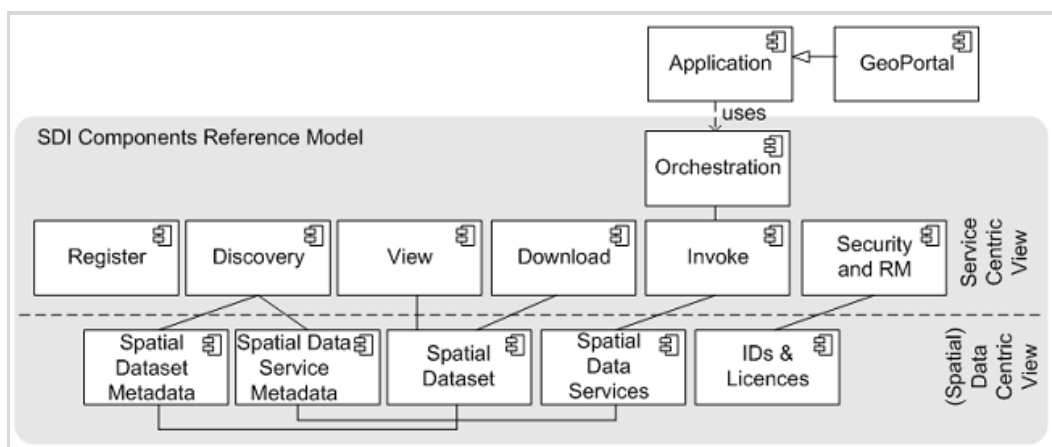 Application
GeoPortal
uses
SDI Components Reference Model
Orchestration
Register
Discovery
View
Download
Invoke
Security
and RM
Service
Centric
View
Spatial
Dataset
Metadata
Spatial Data
Service
Metadata
Spatial
Dataset
Spatial
Data
Services
IDs &
Licences
(Spatial)
Data
Centric
View